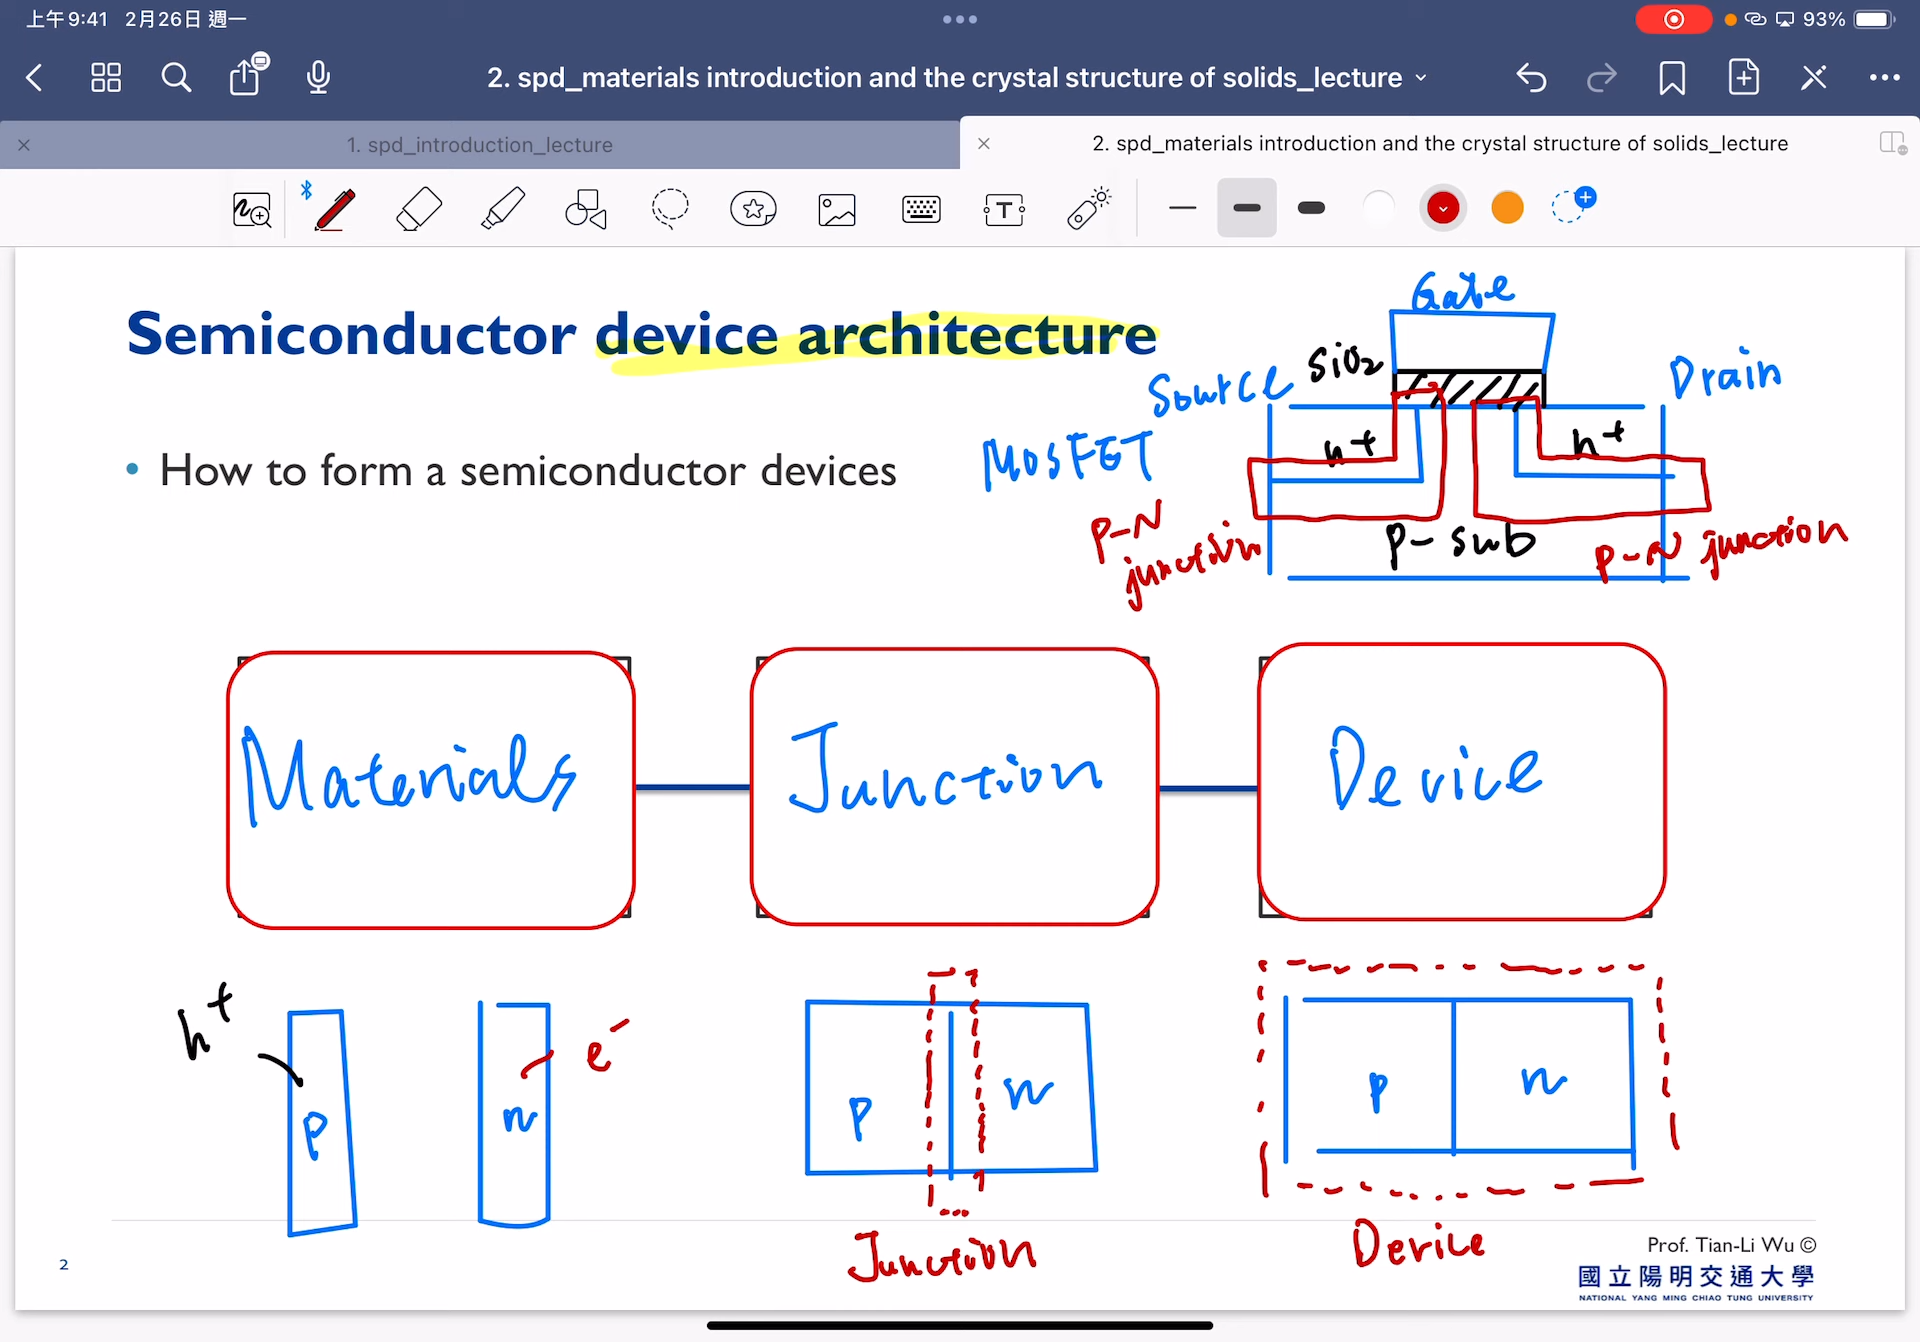 上午9:41 2月26日 週一
93%
2. spd_materials introduction and the crystal structure of solids_lecture
1. spd_introduction_lecture
2. spd_materials introduction and the crystal structure of solids_lecture
T
Semiconductor device architecture
Gate
SiO2
Source
Drain
MOSFET
n+
n+
P-N
junction
P-sub
P-N junction
• How to form a semiconductor devices
Materials
Junction
Device
h+
P
n
e-
P
n
P
n
Junction
Device
Prof. Tian-Li Wu ©
國立陽明交通大學
NATIONAL YANG MING CHIAO TUNG UNIVERSITY
2